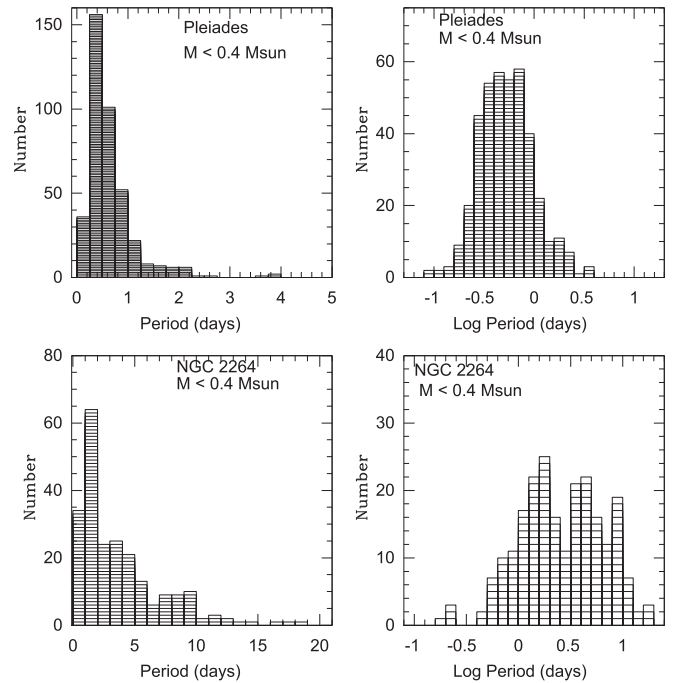 Pleiades
M < 0.4 Msun
Number
150
100
50
0
0 1 2 3 4 5
Period (days)
Pleiades
M < 0.4 Msun
Number
60
40
20
0
-1 -0.5 0 0.5 1
Log Period (days)
NGC 2264
M < 0.4 Msun
Number
80
60
40
20
0
0 5 10 15 20
Period (days)
NGC 2264
M < 0.4 Msun
Number
40
30
20
10
0
-1 -0.5 0 0.5 1
Log Period (days)